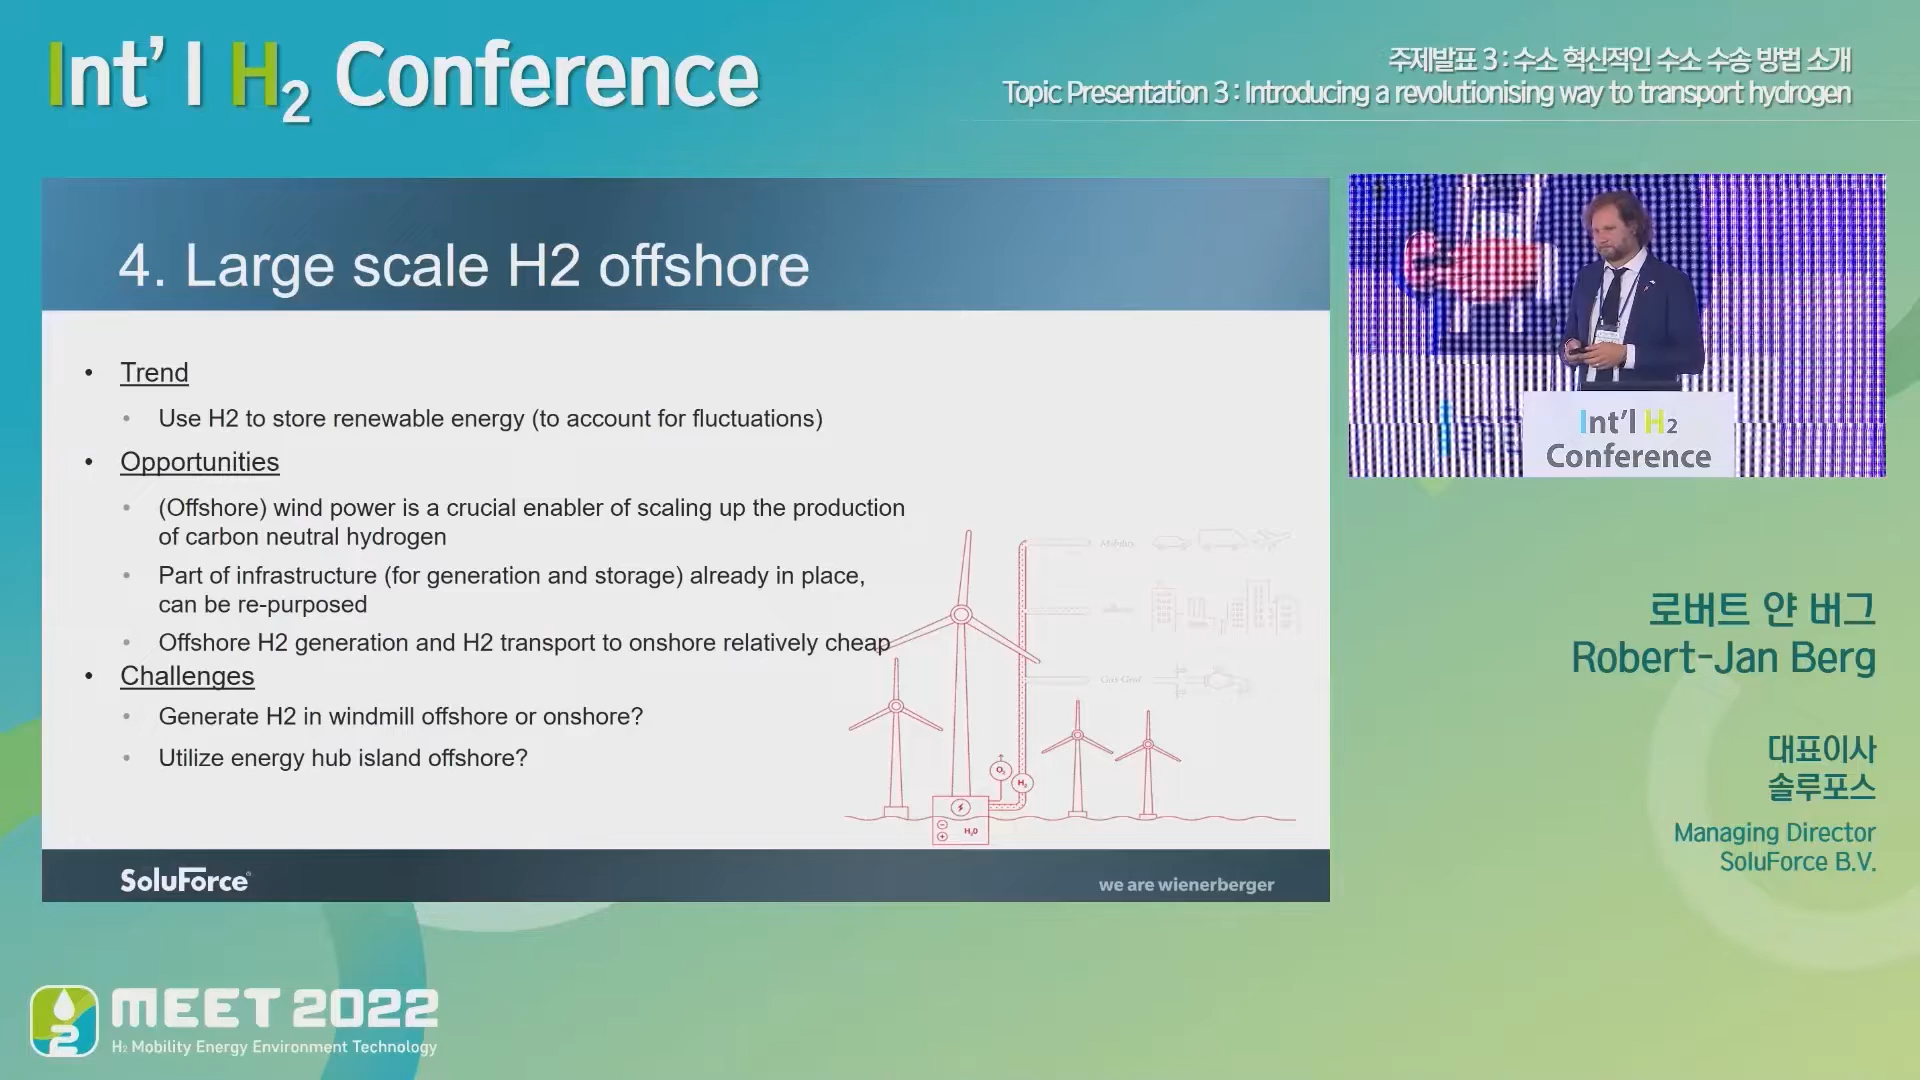 Int' l H2 Conference
주제발표 3 : 수소 혁신적인 수소 수송 방법 소개
Topic Presentation 3 : Introducing a revolutionising way to transport hydrogen
4. Large scale H2 offshore
• Trend
• Use H2 to store renewable energy (to account for fluctuations)
• Opportunities
• (Offshore) wind power is a crucial enabler of scaling up the production
of carbon neutral hydrogen
• Part of infrastructure (for generation and storage) already in place,
can be re-purposed
• Offshore H2 generation and H2 transport to onshore relatively cheap
• Challenges
• Generate H2 in windmill offshore or onshore?
• Utilize energy hub island offshore?
Mobility
Gas Grid
O2
H2
H2O
SoluForce
we are wienerberger
Int'l H2
Conference
로버트 얀 버그
Robert-Jan Berg
대표이사
솔루포스
Managing Director
SoluForce B.V.
MEET 2022
H2 Mobility Energy Environment Technology